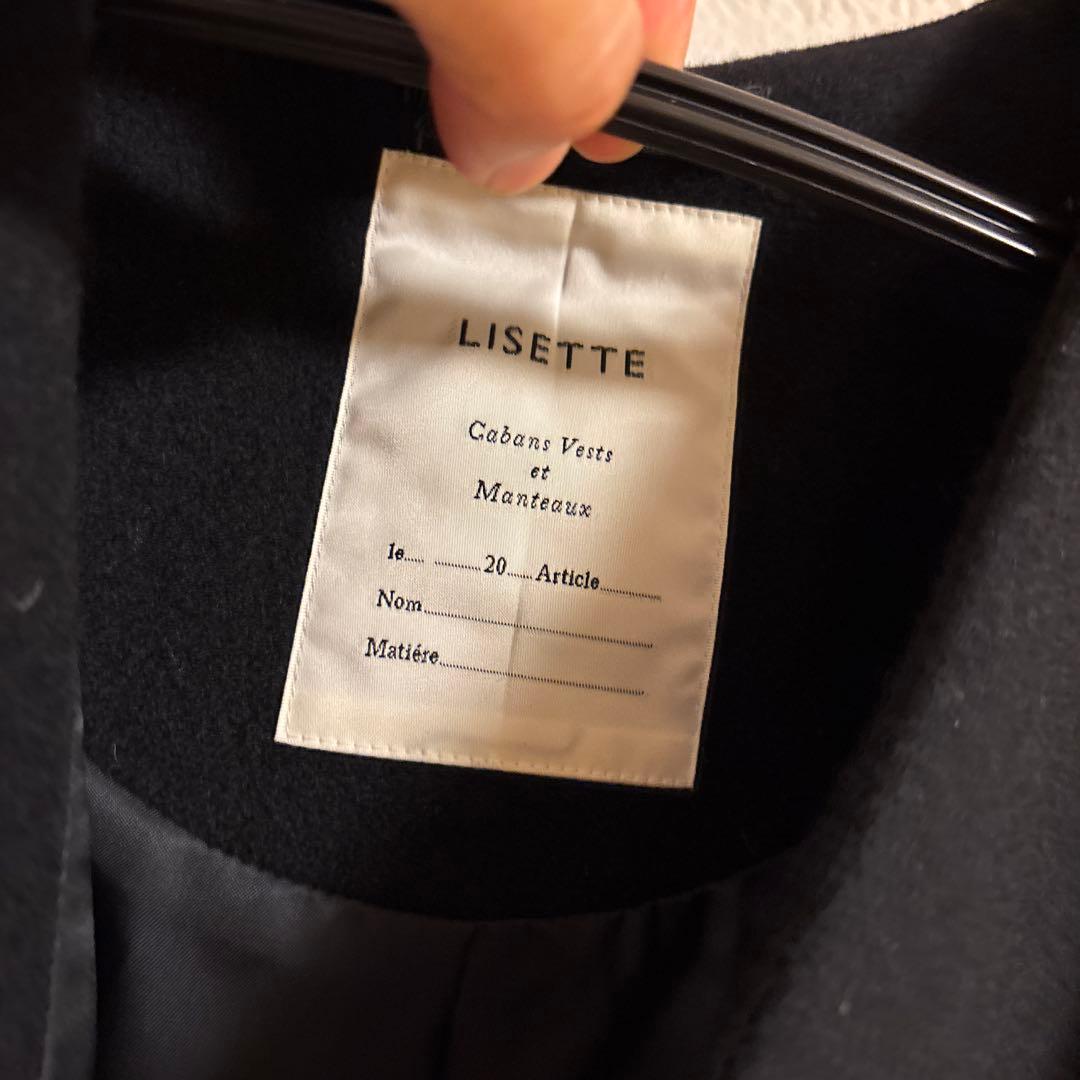 LISETTE
Cabans Vests
et
Manteaux
le..... ..........20......Article..............
Nom......................................................
Matiére..................................................